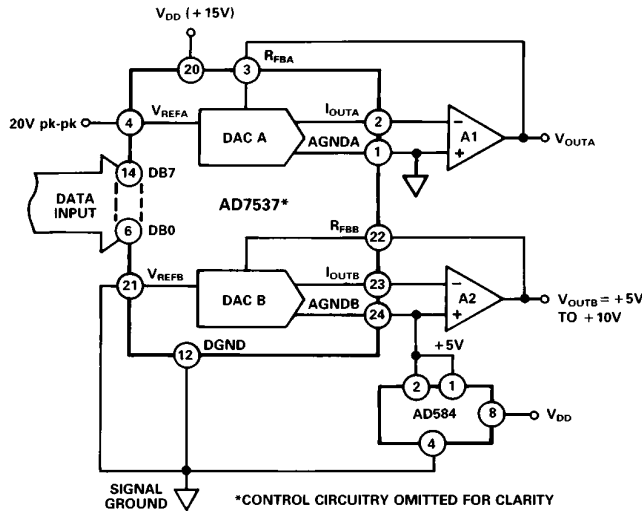 VDD (+15V)
RFBA
20
3
20V pk-pk
4
VREFA
DAC A
IOUTA
2
AGNDA
1
−
+
A1
VOUTA
14
DB7
DATA
INPUT
AD7537*
6
DB0
RFBB
22
21
VREFB
DAC B
IOUTB
23
AGNDB
24
−
+
A2
VOUTB = +5V
TO +10V
DGND
12
+5V
2
1
AD584
8
VDD
4
SIGNAL
GROUND
*CONTROL CIRCUITRY OMITTED FOR CLARITY